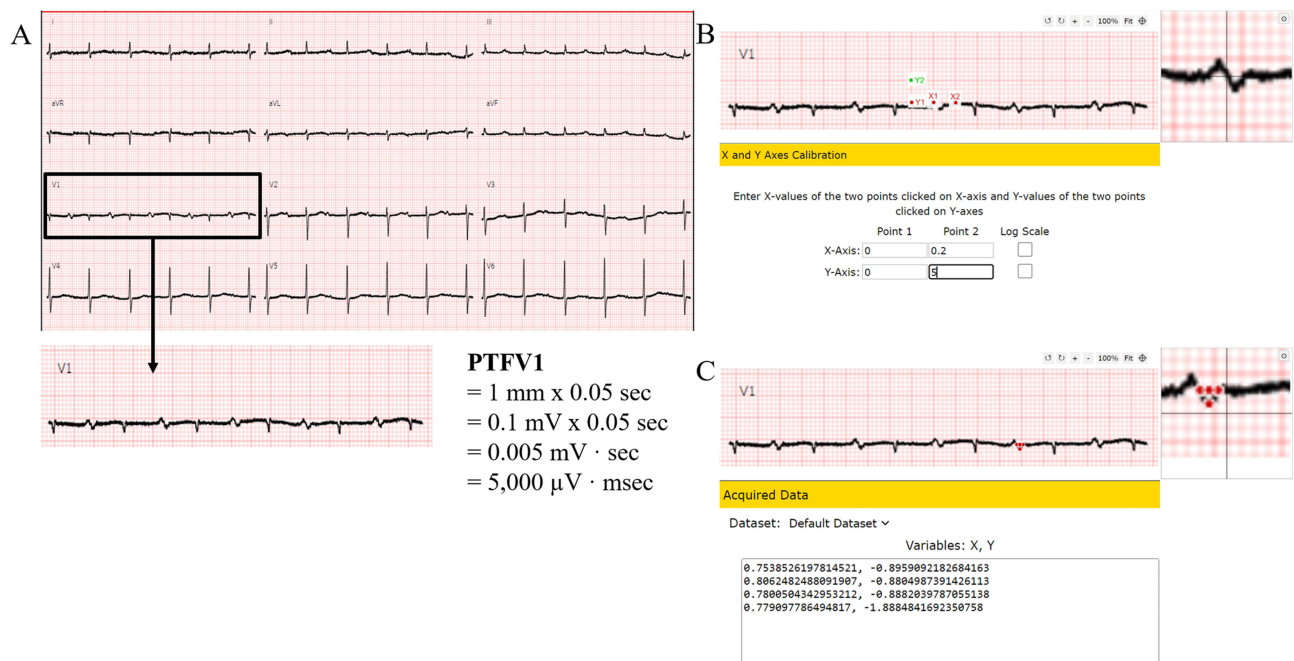 A
I
II
III
aVR
aVL
aVF
V1
V2
V3
V4
V5
V6
V1
PTFV1
= 1 mm x 0.05 sec
= 0.1 mV x 0.05 sec
= 0.005 mV · sec
= 5,000 µV · msec
B
100% Fit
V1
Y2
Y1
X1
X2
X and Y Axes Calibration
Enter X-values of the two points clicked on X-axis and Y-values of the two points
clicked on Y-axes
Point 1 Point 2 Log Scale
X-Axis: 0 0.2
Y-Axis: 0 5
C
100% Fit
V1
Acquired Data
Dataset: Default Dataset
Variables: X, Y
0.7538526197814521, -0.8959092182684163
0.8062482488091907, -0.8804987391426113
0.7800504342953212, -0.8882039787055138
0.779097786494817, -1.8884841692350758